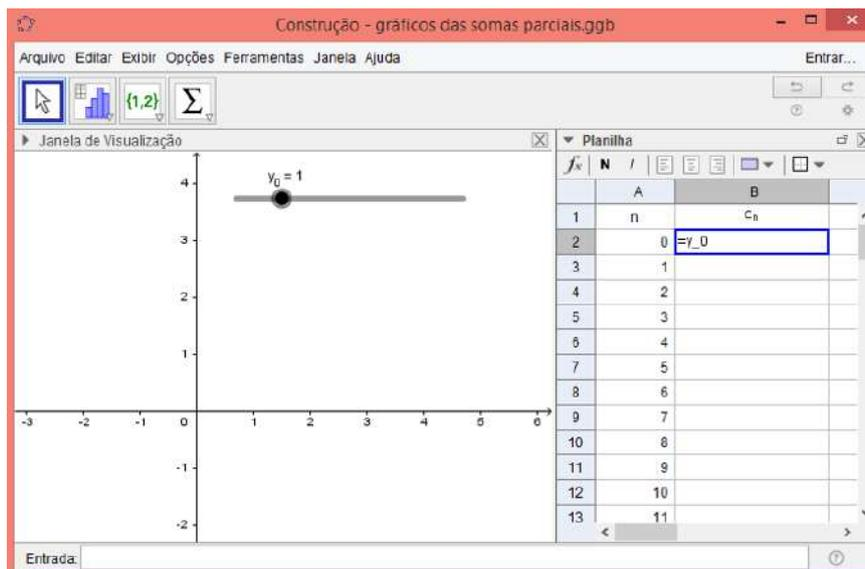 Construção - gráficos das somas parciais.ggb
Arquivo Editar Exibir Opções Ferramentas Janela Ajuda Entrar...
{1,2} Σ
Janela de Visualização
Planilha
fx N I
y0 = 1
4
3
2
1
-3 -2 -1 0 1 2 3 4 5 6
-1
-2
A B
1 n cn
2 0 =y_0
3 1
4 2
5 3
6 4
7 5
8 6
9 7
10 8
11 9
12 10
13 11
Entrada: